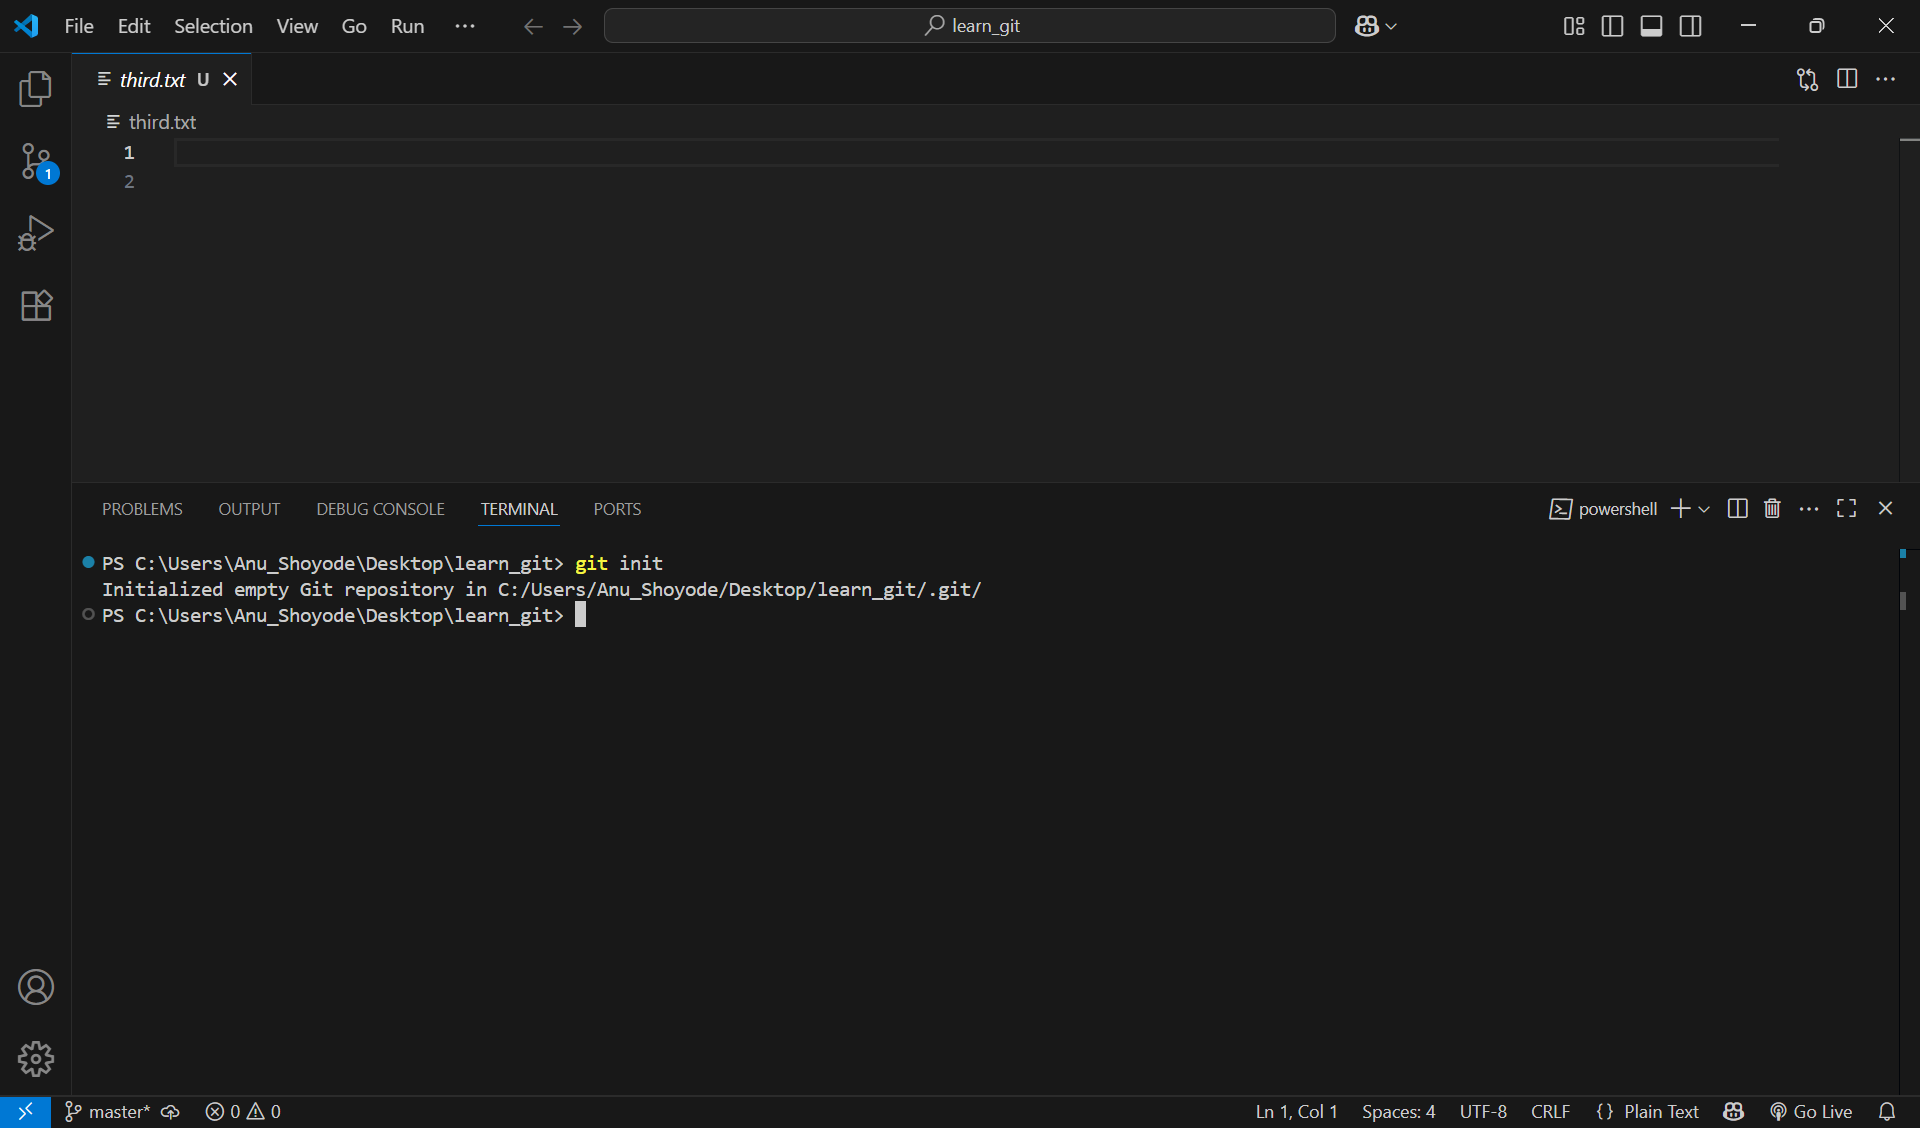 File Edit Selection View Go Run ··· learn_git
third.txt U
third.txt
1
2
1
PROBLEMS OUTPUT DEBUG CONSOLE TERMINAL PORTS powershell
PS C:\Users\Anu_Shoyode\Desktop\learn_git> git init
Initialized empty Git repository in C:/Users/Anu_Shoyode/Desktop/learn_git/.git/
PS C:\Users\Anu_Shoyode\Desktop\learn_git>
master* 0 0 Ln 1, Col 1 Spaces: 4 UTF-8 CRLF {} Plain Text Go Live